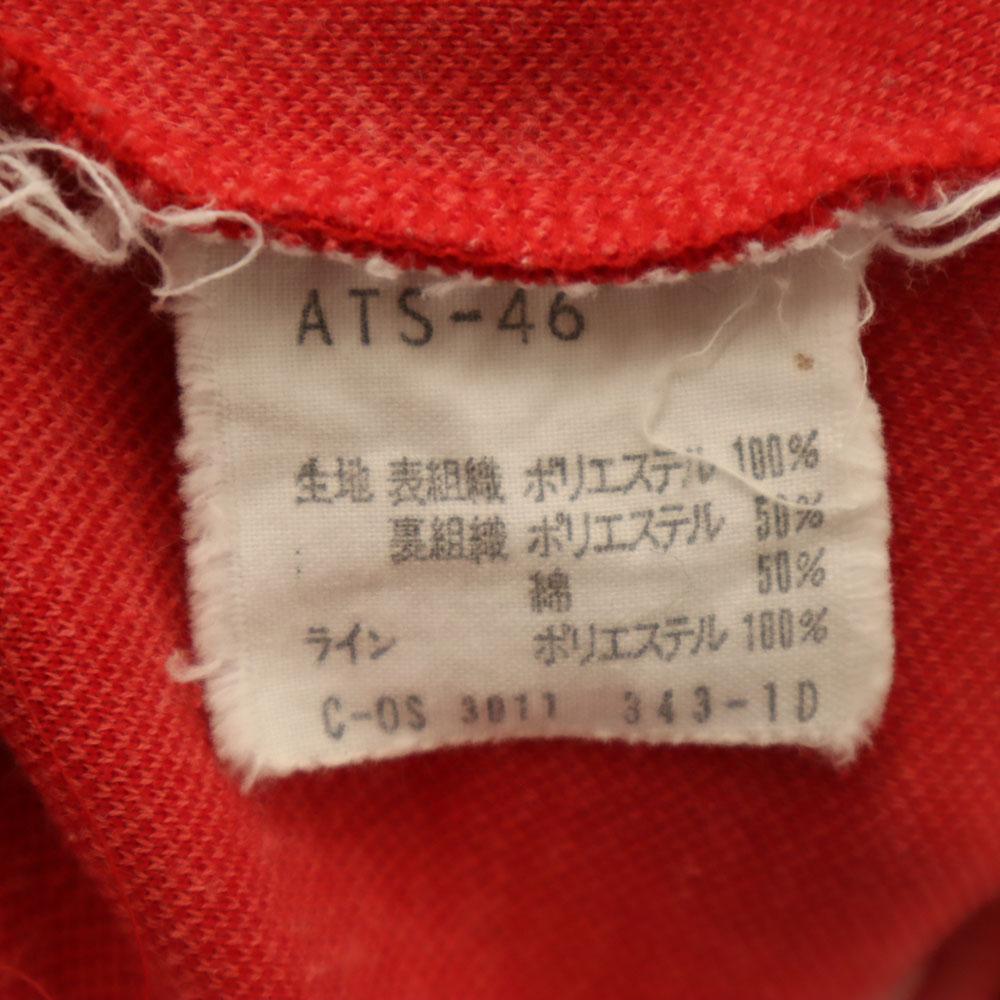 ATS-46
生地 表組織 ポリエステル 100%
裏組織 ポリエステル 50%
綿 50%
ライン ポリエステル 100%
C-OS 3011 343-1D